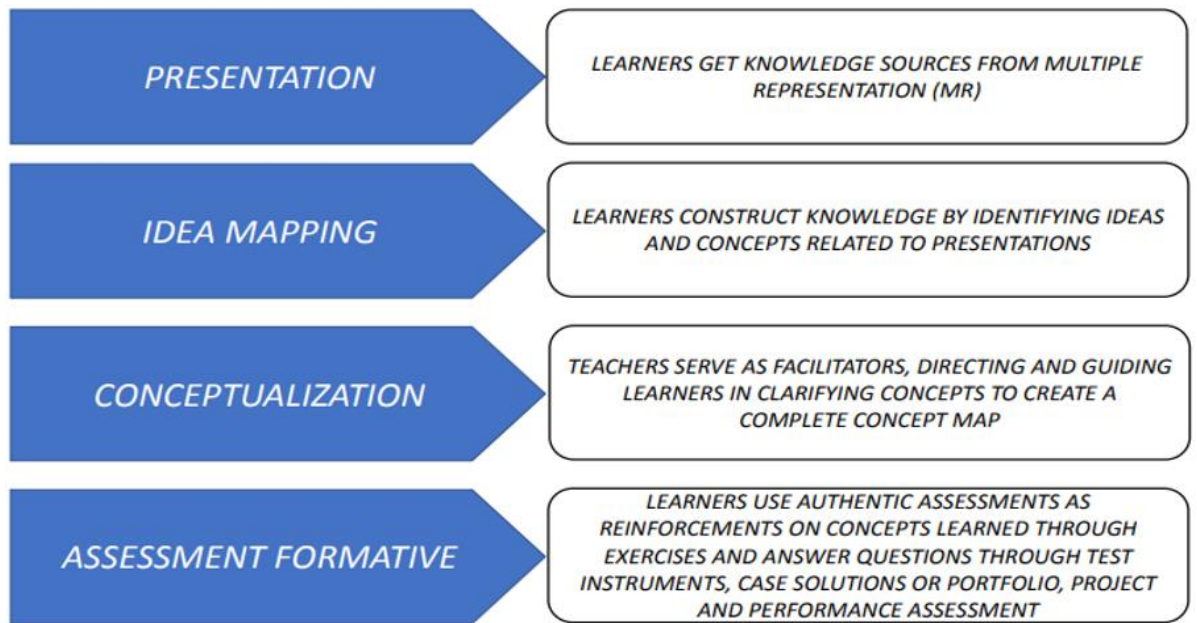 PRESENTATION
LEARNERS GET KNOWLEDGE SOURCES FROM MULTIPLE
REPRESENTATION (MR)
IDEA MAPPING
LEARNERS CONSTRUCT KNOWLEDGE BY IDENTIFYING IDEAS
AND CONCEPTS RELATED TO PRESENTATIONS
CONCEPTUALIZATION
TEACHERS SERVE AS FACILITATORS, DIRECTING AND GUIDING
LEARNERS IN CLARIFYING CONCEPTS TO CREATE A
COMPLETE CONCEPT MAP
ASSESSMENT FORMATIVE
LEARNERS USE AUTHENTIC ASSESSMENTS AS
REINFORCEMENTS ON CONCEPTS LEARNED THROUGH
EXERCISES AND ANSWER QUESTIONS THROUGH TEST
INSTRUMENTS, CASE SOLUTIONS OR PORTFOLIO, PROJECT
AND PERFORMANCE ASSESSMENT